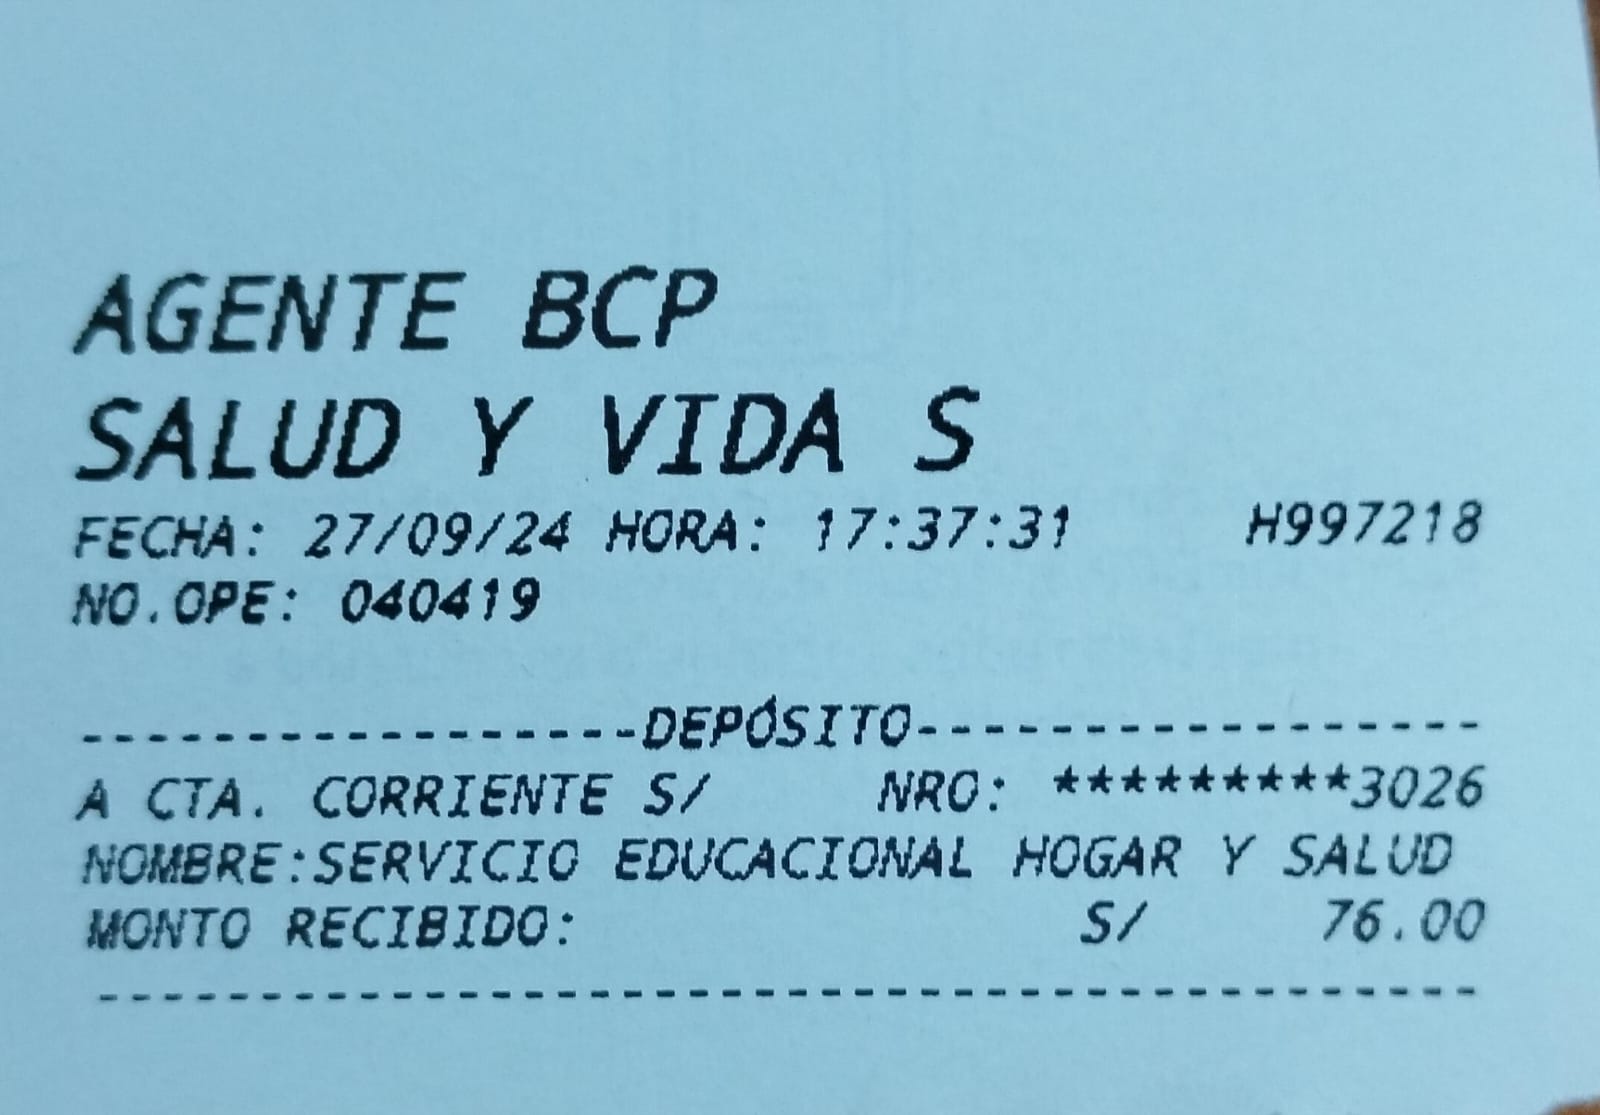 AGENTE BCP
SALUD Y VIDA S
FECHA: 27/09/24 HORA: 17:37:31 H997218
NO.OPE: 040419
-----------------DEPÓSITO-----------------
A CTA. CORRIENTE S/ NRO: *********3026
NOMBRE:SERVICIO EDUCACIONAL HOGAR Y SALUD
MONTO RECIBIDO: S/ 76.00
------------------------------------------